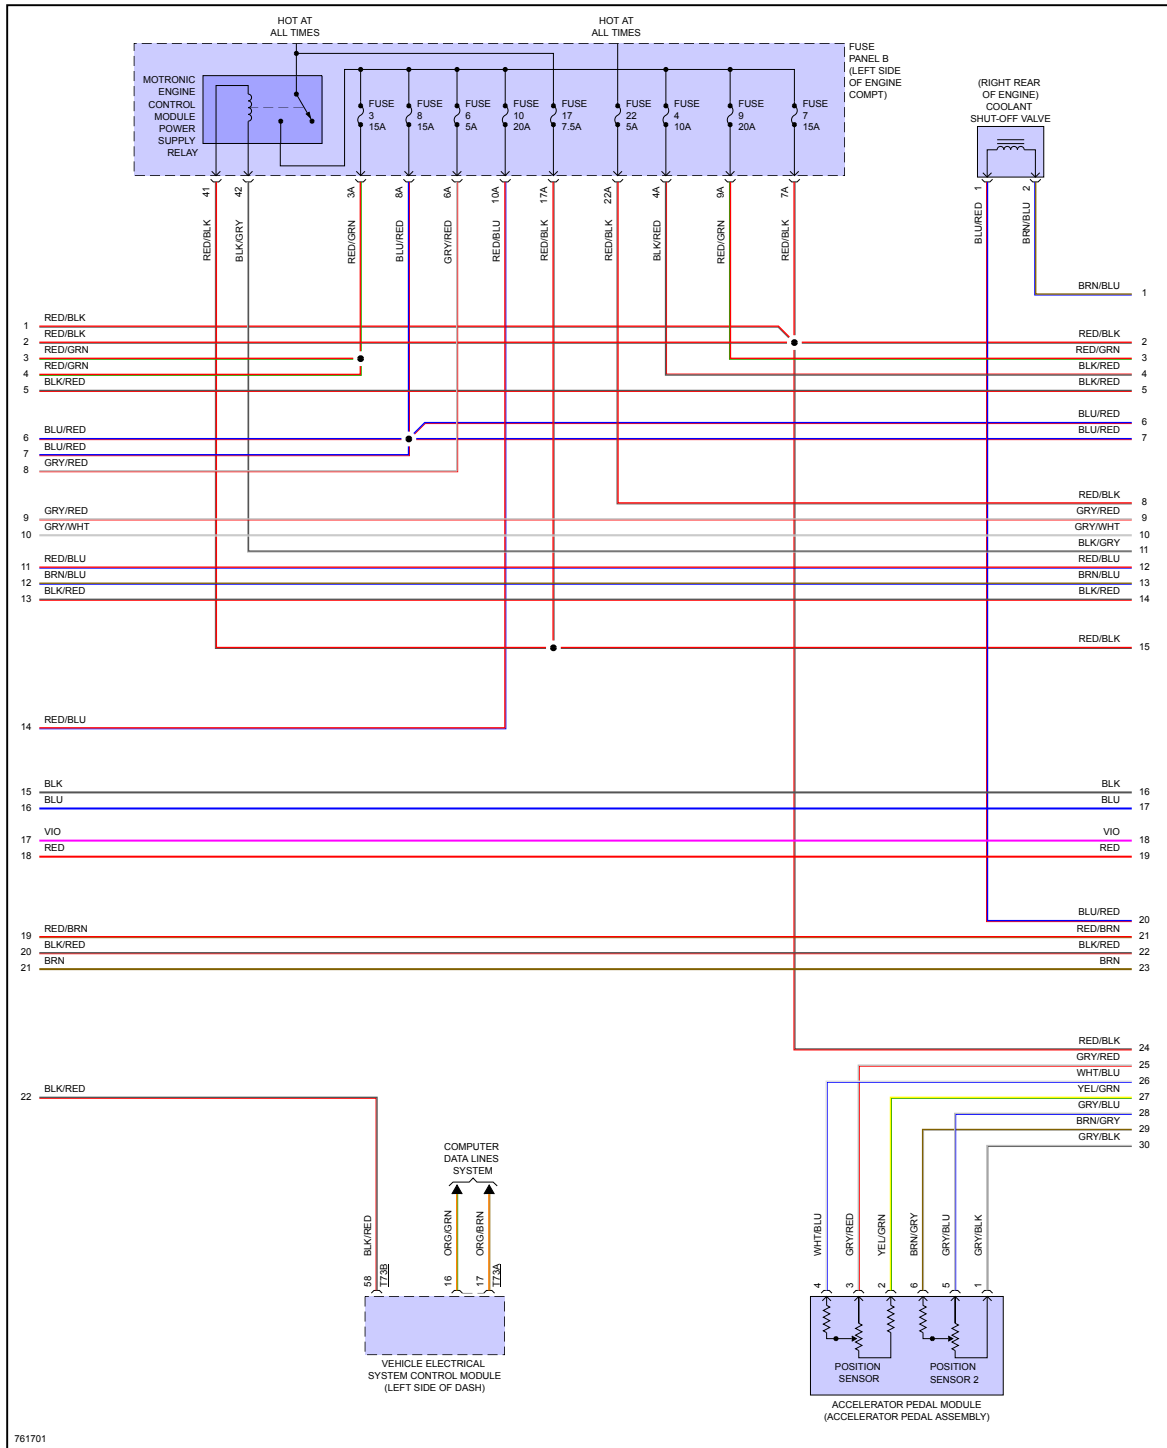 HOT AT
ALL TIMES
HOT AT
ALL TIMES
FUSE
PANEL B
(LEFT SIDE
OF ENGINE
COMPT)
MOTRONIC
ENGINE
CONTROL
MODULE
POWER
SUPPLY
RELAY
FUSE
3
15A
FUSE
8
15A
FUSE
6
5A
FUSE
10
20A
FUSE
17
7.5A
FUSE
22
5A
FUSE
4
10A
FUSE
9
20A
FUSE
7
15A
(RIGHT REAR
OF ENGINE)
COOLANT
SHUT-OFF VALVE
41
42
3A
8A
6A
10A
17A
22A
4A
9A
7A
1
2
RED/BLK
BLK/GRY
RED/GRN
BLU/RED
GRY/RED
RED/BLU
RED/BLK
RED/BLK
BLK/RED
RED/GRN
RED/BLK
BLU/RED
BRN/BLU
1 RED/BLK
2 RED/BLK
3 RED/GRN
4 RED/GRN
5 BLK/RED
6 BLU/RED
7 BLU/RED
8 GRY/RED
9 GRY/RED
10 GRY/WHT
11 RED/BLU
12 BRN/BLU
13 BLK/RED
14 RED/BLU
15 BLK
16 BLU
17 VIO
18 RED
19 RED/BRN
20 BLK/RED
21 BRN
22 BLK/RED
BRN/BLU 1
RED/BLK 2
RED/GRN 3
BLK/RED 4
BLK/RED 5
BLU/RED 6
BLU/RED 7
RED/BLK 8
GRY/RED 9
GRY/WHT 10
BLK/GRY 11
RED/BLU 12
BRN/BLU 13
BLK/RED 14
RED/BLK 15
BLK 16
BLU 17
VIO 18
RED 19
BLU/RED 20
RED/BRN 21
BLK/RED 22
BRN 23
RED/BLK 24
GRY/RED 25
WHT/BLU 26
YEL/GRN 27
GRY/BLU 28
BRN/GRY 29
GRY/BLK 30
COMPUTER
DATA LINES
SYSTEM
BLK/RED
ORG/GRN
ORG/BRN
58
T73B
16
17
T73A
VEHICLE ELECTRICAL
SYSTEM CONTROL MODULE
(LEFT SIDE OF DASH)
WHT/BLU
GRY/RED
YEL/GRN
BRN/GRY
GRY/BLU
GRY/BLK
4
3
2
6
5
1
POSITION
SENSOR
POSITION
SENSOR 2
ACCELERATOR PEDAL MODULE
(ACCELERATOR PEDAL ASSEMBLY)
761701